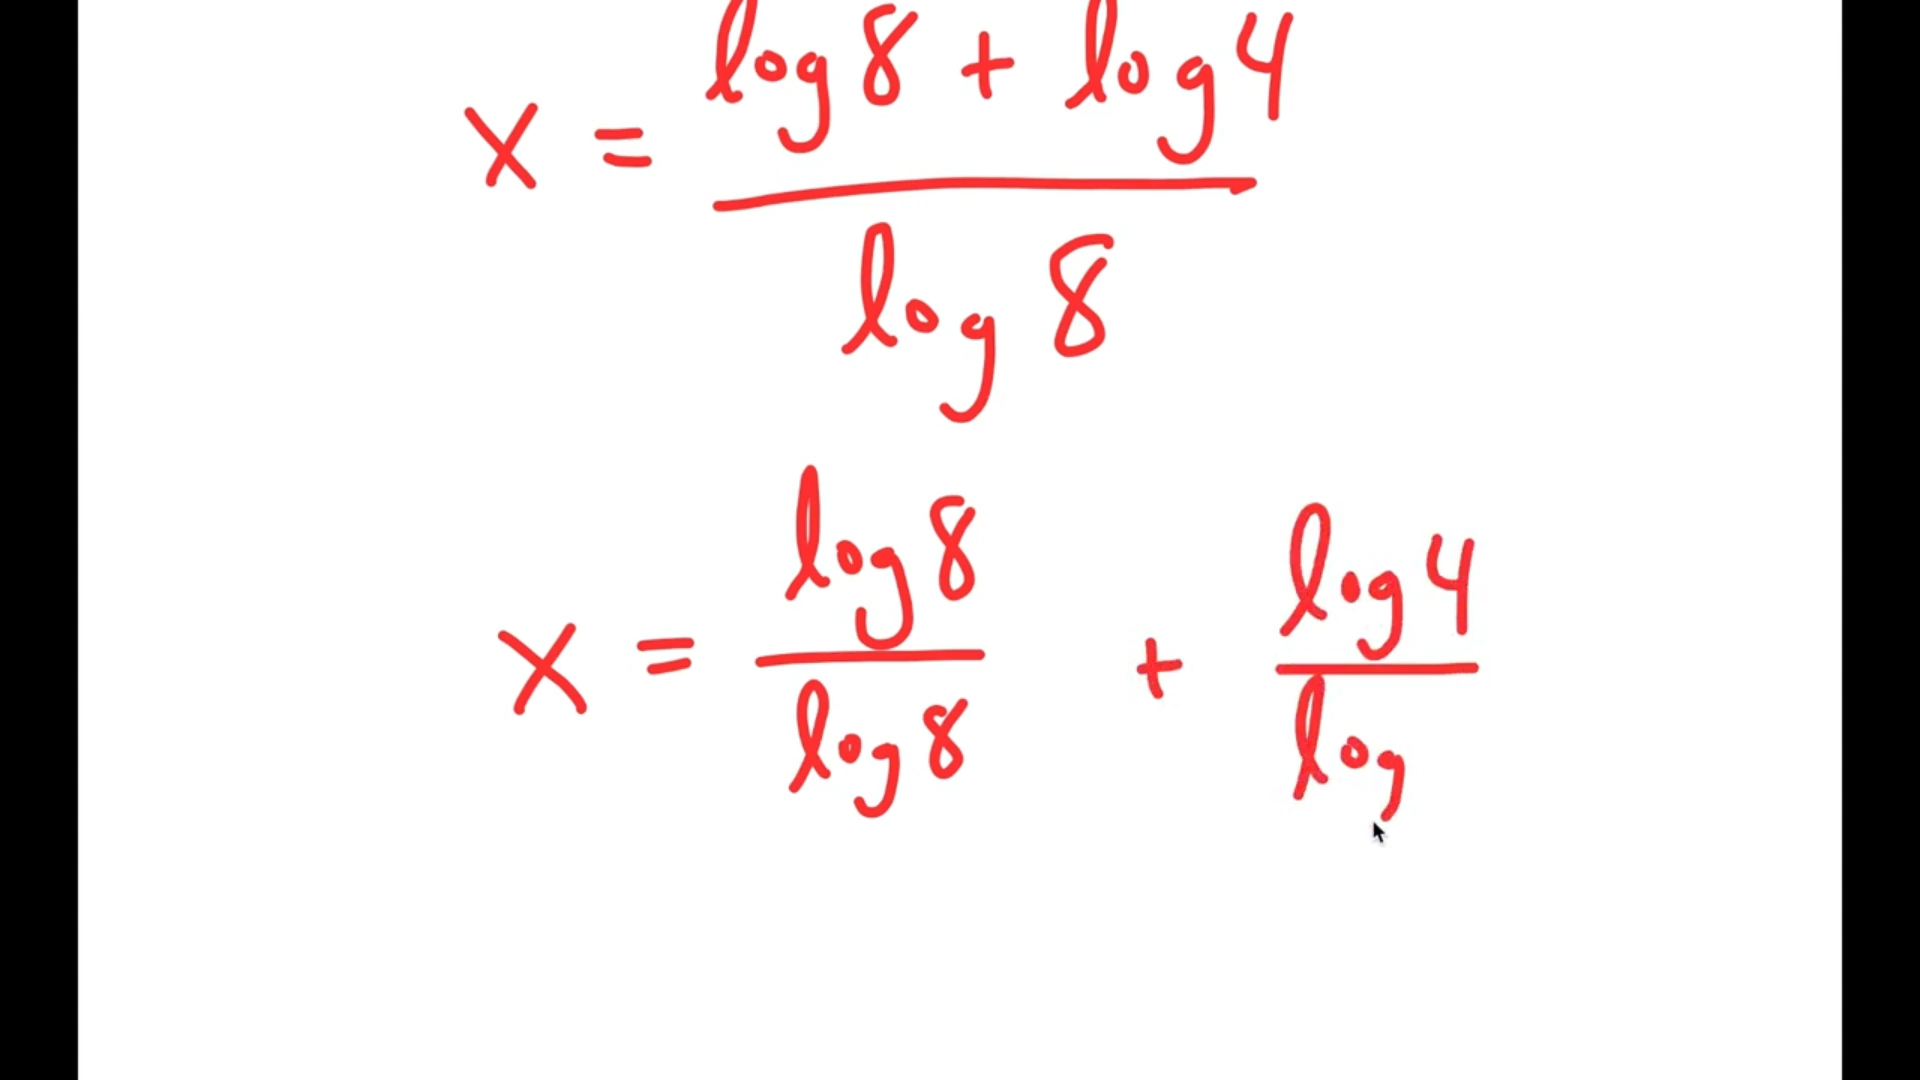 x = (log 8 + log 4) / (log 8)
x = (log 8) / (log 8) + (log 4) / (log